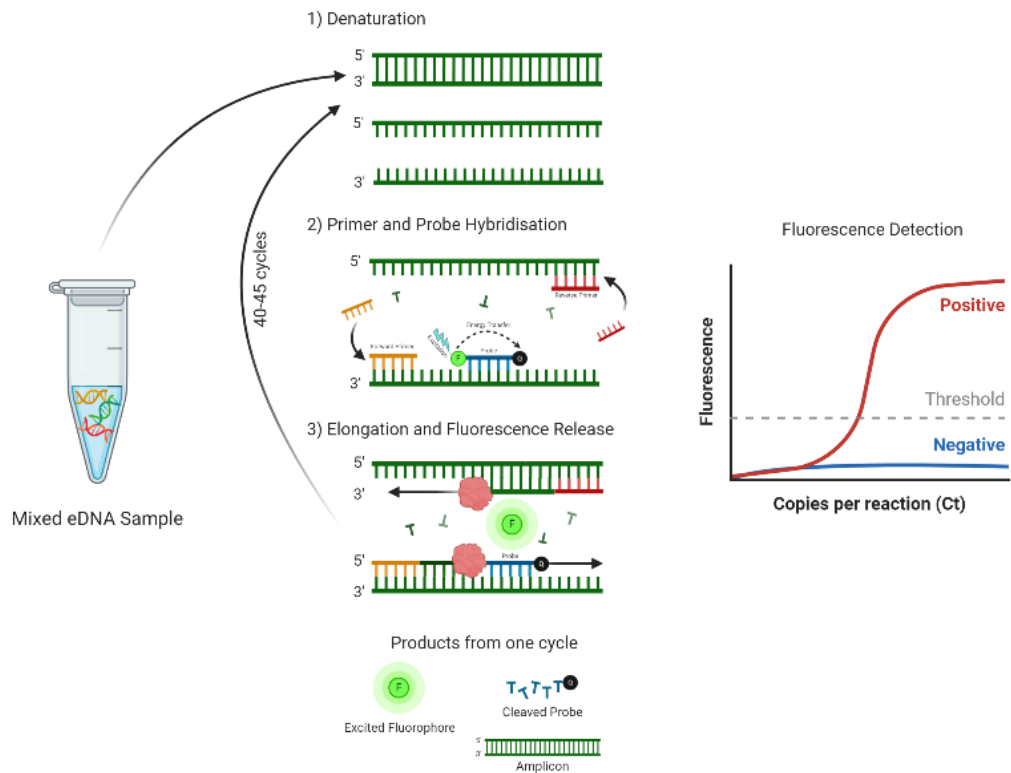 1) Denaturation
5'
3'
5'
3'
40-45 cycles
2) Primer and Probe Hybridisation
5'
Reverse Primer
Energy Transfer
Excitation
Forward Primer
F
Probe
Q
3'
3) Elongation and Fluorescence Release
5'
3'
F
5'
Probe
Q
3'
Mixed eDNA Sample
Products from one cycle
F
Excited Fluorophore
Q
Cleaved Probe
5'
3'
Amplicon
Fluorescence Detection
Fluorescence
Positive
Threshold
Negative
Copies per reaction (Ct)